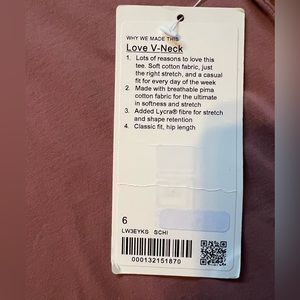 WHY WE MADE THIS
Love V-Neck
1. Lots of reasons to love this
tee. Soft cotton fabric, just
the right stretch, and a casual
fit for every day of the week
2. Made with breathable pima
cotton fabric for the ultimate
in softness and stretch
3. Added Lycra® fibre for stretch
and shape retention
4. Classic fit, hip length
6
LW3EYKS SCHI
000132151870